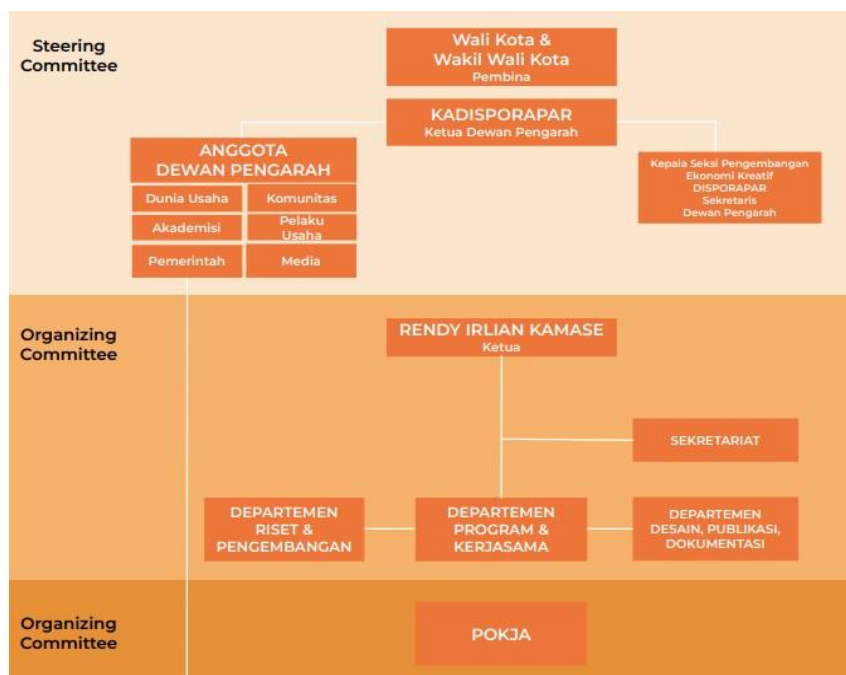 Steering
Committee
Wali Kota &
Wakil Wali Kota
Pembina
KADISPORAPAR
Ketua Dewan Pengarah
ANGGOTA
DEWAN PENGARAH
Dunia Usaha
Komunitas
Akademisi
Pelaku
Usaha
Pemerintah
Media
Kepala Seksi Pengembangan
Ekonomi Kreatif
DISPORAPAR
Sekretaris
Dewan Pengarah
Organizing
Committee
RENDY IRLIAN KAMASE
Ketua
SEKRETARIAT
DEPARTEMEN
RISET &
PENGEMBANGAN
DEPARTEMEN
PROGRAM &
KERJASAMA
DEPARTEMEN
DESAIN, PUBLIKASI,
DOKUMENTASI
Organizing
Committee
POKJA